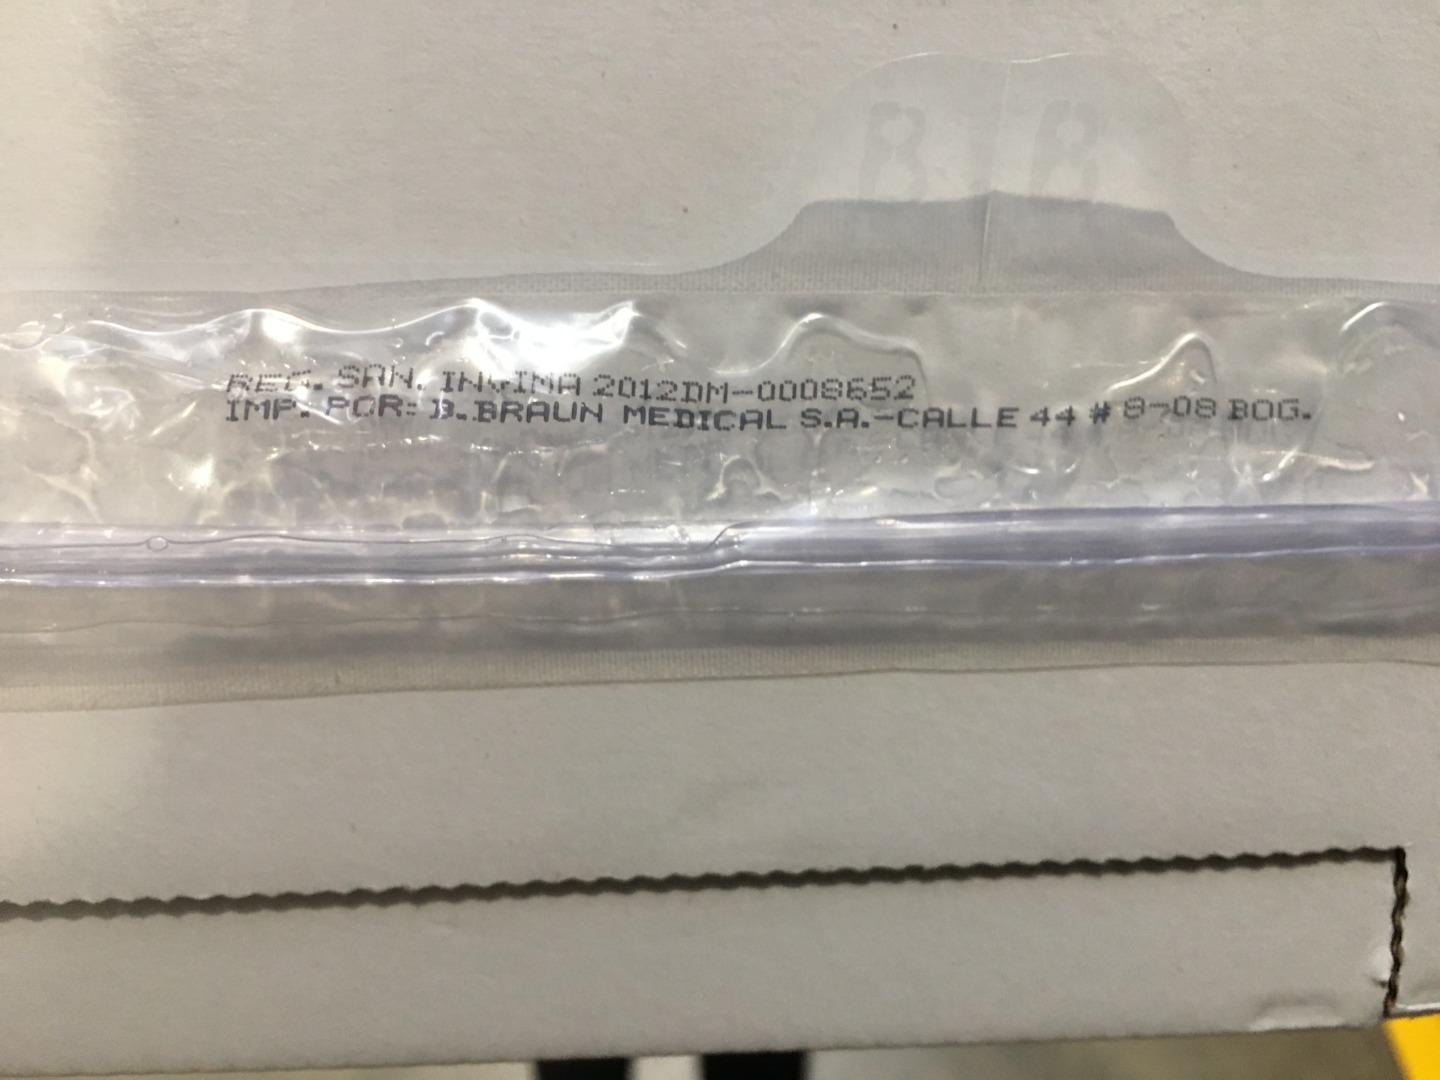 B B
REG. SAN. INVIMA 2012DM-0008652
IMP. POR: B.BRAUN MEDICAL S.A.-CALLE 44 # 8-08 BOG.